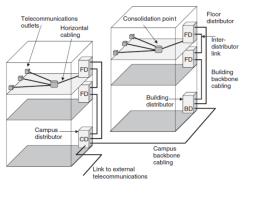 Telecommunications
outlets
Horizontal
cabling
Consolidation point
Floor
distributor
FD
FD
Inter-
distributor
link
FD
FD
Building
backbone
cabling
Building
distributor
BD
Campus
distributor
CD
Campus
backbone
cabling
Link to external
telecommunications